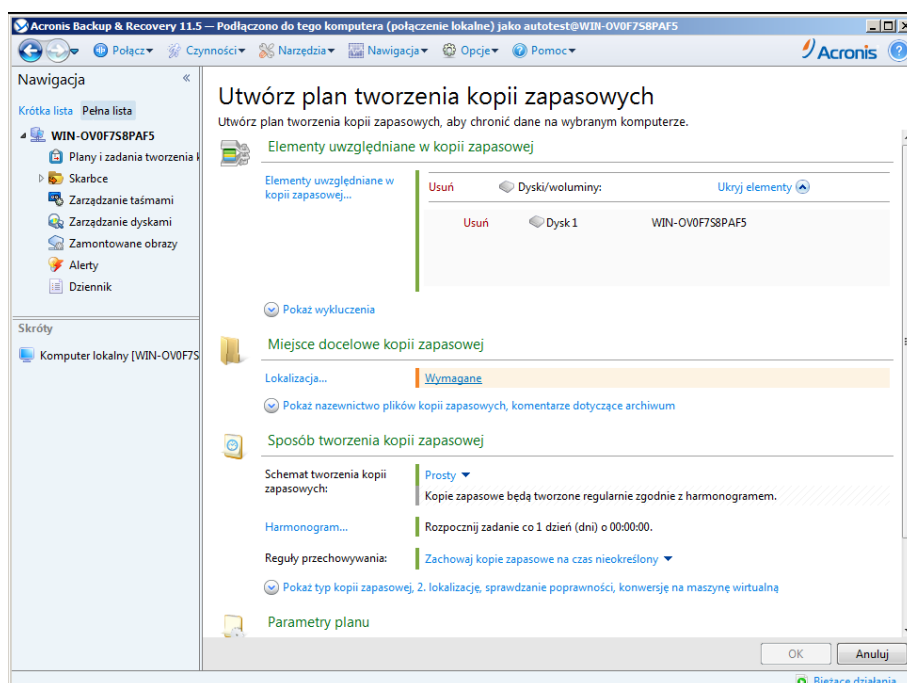 Acronis Backup & Recovery 11.5 — Podłączono do tego komputera (połączenie lokalne) jako autotest@WIN-OV0F7S8PAF5
Połącz Czynności Narzędzia Nawigacja Opcje Pomoc Acronis
Nawigacja
Krótka lista Pełna lista
WIN-OV0F7S8PAF5
Plany i zadania tworzenia k
Skarbce
Zarządzanie taśmami
Zarządzanie dyskami
Zamontowane obrazy
Alerty
Dziennik
Skróty
Komputer lokalny [WIN-OV0F7S
Utwórz plan tworzenia kopii zapasowych
Utwórz plan tworzenia kopii zapasowych, aby chronić dane na wybranym komputerze.
Elementy uwzględniane w kopii zapasowej
Elementy uwzględniane w
kopii zapasowej...
Usuń Dyski/woluminy: Ukryj elementy
Usuń Dysk 1 WIN-OV0F7S8PAF5
Pokaż wykluczenia
Miejsce docelowe kopii zapasowej
Lokalizacja... Wymagane
Pokaż nazewnictwo plików kopii zapasowych, komentarze dotyczące archiwum
Sposób tworzenia kopii zapasowej
Schemat tworzenia kopii
zapasowych:
Prosty
Kopie zapasowe będą tworzone regularnie zgodnie z harmonogramem.
Harmonogram... Rozpocznij zadanie co 1 dzień (dni) o 00:00:00.
Reguły przechowywania: Zachowaj kopie zapasowe na czas nieokreślony
Pokaż typ kopii zapasowej, 2. lokalizację, sprawdzanie poprawności, konwersję na maszynę wirtualną
Parametry planu
OK Anuluj
Bieżące działania